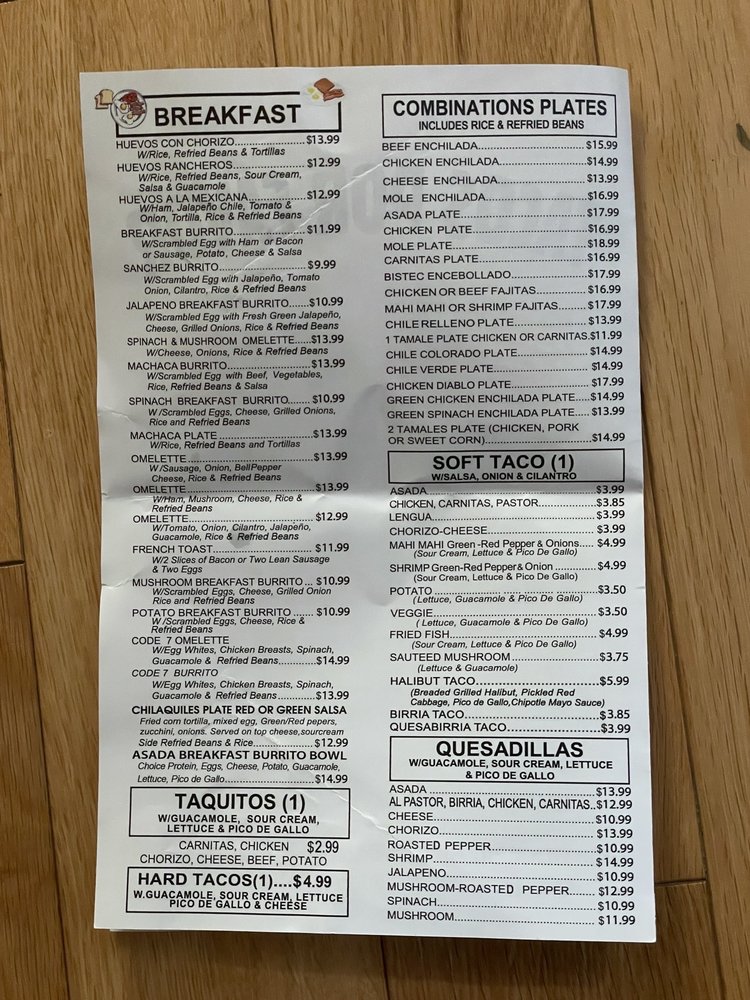 BREAKFAST
HUEVOS CON CHORIZO........................$13.99
W/Rice, Refried Beans & Tortillas
HUEVOS RANCHEROS.....................$12.99
W/Rice, Refried Beans, Sour Cream,
Salsa & Guacamole
HUEVOS A LA MEXICANA....................$12.99
W/Ham, Jalapeño Chile, Tomato &
Onion, Tortilla, Rice & Refried Beans
BREAKFAST BURRITO........................$11.99
W/Scrambled Egg with Ham or Bacon
or Sausage, Potato, Cheese & Salsa
SANCHEZ BURRITO..........................$9.99
W/Scrambled Egg with Jalapeño, Tomato
Onion, Cilantro, Rice & Refried Beans
JALAPENO BREAKFAST BURRITO......$10.99
W/Scrambled Egg with Fresh Green Jalapeño,
Cheese, Grilled Onions, Rice & Refried Beans
SPINACH & MUSHROOM OMELETTE.....$13.99
W/Cheese, Onions, Rice & Refried Beans
MACHACA BURRITO.........................$13.99
W/Scrambled Egg with Beef, Vegetables,
Rice, Refried Beans & Salsa
SPINACH BREAKFAST BURRITO....... $10.99
W /Scrambled Eggs, Cheese, Grilled Onions,
Rice and Refried Beans
MACHACA PLATE.............................$13.99
W/Rice, Refried Beans and Tortillas
OMELETTE.....................................$13.99
W /Sausage, Onion, BellPepper
Cheese, Rice & Refried Beans
OMELETTE.....................................$13.99
W/Ham, Mushroom, Cheese, Rice &
Refried Beans
OMELETTE.....................................$12.99
W/Tomato, Onion, Cilantro, Jalapeño,
Guacamole, Rice & Refried Beans
FRENCH TOAST.............................. $11.99
W/2 Slices of Bacon or Two Lean Sausage
& Two Eggs
MUSHROOM BREAKFAST BURRITO ... $10.99
W/Scrambled Eggs, Cheese, Grilled Onion
Rice and Refried Beans
POTATO BREAKFAST BURRITO ...... $10.99
W /Scrambled Eggs, Cheese, Rice &
Refried Beans
CODE 7 OMELETTE
W/Egg Whites, Chicken Breasts, Spinach,
Guacamole & Refried Beans...........$14.99
CODE 7 BURRITO
W/Egg Whites, Chicken Breasts, Spinach,
Guacamole & Refried Beans...........$13.99
CHILAQUILES PLATE RED OR GREEN SALSA
Fried corn tortilla, mixed egg, Green/Red pepers,
zucchini, onions. Served on top cheese,sourcream
Side Refried Beans & Rice.................. $12.99
ASADA BREAKFAST BURRITO BOWL
Choice Protein, Eggs, Cheese, Potato, Guacamole,
Lettuce, Pico de Gallo..........................$14.99
TAQUITOS (1)
W/GUACAMOLE, SOUR CREAM,
LETTUCE & PICO DE GALLO
CARNITAS, CHICKEN $2.99
CHORIZO, CHEESE, BEEF, POTATO
HARD TACOS(1)....$4.99
W.GUACAMOLE, SOUR CREAM, LETTUCE
PICO DE GALLO & CHEESE
COMBINATIONS PLATES
INCLUDES RICE & REFRIED BEANS
BEEF ENCHILADA...............................$15.99
CHICKEN ENCHILADA.........................$14.99
CHEESE ENCHILADA..........................$13.99
MOLE ENCHILADA..............................$16.99
ASADA PLATE....................................$17.99
CHICKEN PLATE.................................$16.99
MOLE PLATE......................................$18.99
CARNITAS PLATE...............................$16.99
BISTEC ENCEBOLLADO.......................$17.99
CHICKEN OR BEEF FAJITAS.................$16.99
MAHI MAHI OR SHRIMP FAJITAS........$17.99
CHILE RELLENO PLATE......................$13.99
1 TAMALE PLATE CHICKEN OR CARNITAS.$11.99
CHILE COLORADO PLATE....................$14.99
CHILE VERDE PLATE...........................$14.99
CHICKEN DIABLO PLATE......................$17.99
GREEN CHICKEN ENCHILADA PLATE....$14.99
GREEN SPINACH ENCHILADA PLATE....$13.99
2 TAMALES PLATE (CHICKEN, PORK
OR SWEET CORN)..............................$14.99
SOFT TACO (1)
W/SALSA, ONION & CILANTRO
ASADA.............................................$3.99
CHICKEN, CARNITAS, PASTOR...............$3.85
LENGUA...........................................$3.99
CHORIZO-CHEESE..............................$3.99
MAHI MAHI Green -Red Pepper & Onions..... $4.99
(Sour Cream, Lettuce & Pico De Gallo)
SHRIMP Green-Red Pepper & Onion ...........$4.99
(Sour Cream, Lettuce & Pico De Gallo)
POTATO ..........................................$3.50
(Lettuce, Guacamole & Pico De Gallo)
VEGGIE............................................$3.50
( Lettuce, Guacamole & Pico De Gallo)
FRIED FISH.......................................$4.99
(Sour Cream, Lettuce & Pico De Gallo)
SAUTEED MUSHROOM........................$3.75
(Lettuce & Guacamole)
HALIBUT TACO..................................$5.99
(Breaded Grilled Halibut, Pickled Red
Cabbage, Pico de Gallo,Chipotle Mayo Sauce)
BIRRIA TACO.....................................$3.85
QUESABIRRIA TACO...........................$3.99
QUESADILLAS
W/GUACAMOLE, SOUR CREAM, LETTUCE
& PICO DE GALLO
ASADA ............................................$13.99
AL PASTOR, BIRRIA, CHICKEN, CARNITAS..$12.99
CHEESE............................................$10.99
CHORIZO..........................................$13.99
ROASTED PEPPER..............................$10.99
SHRIMP............................................$14.99
JALAPENO........................................$10.99
MUSHROOM-ROASTED PEPPER....... $12.99
SPINACH..........................................$10.99
MUSHROOM......................................$11.99